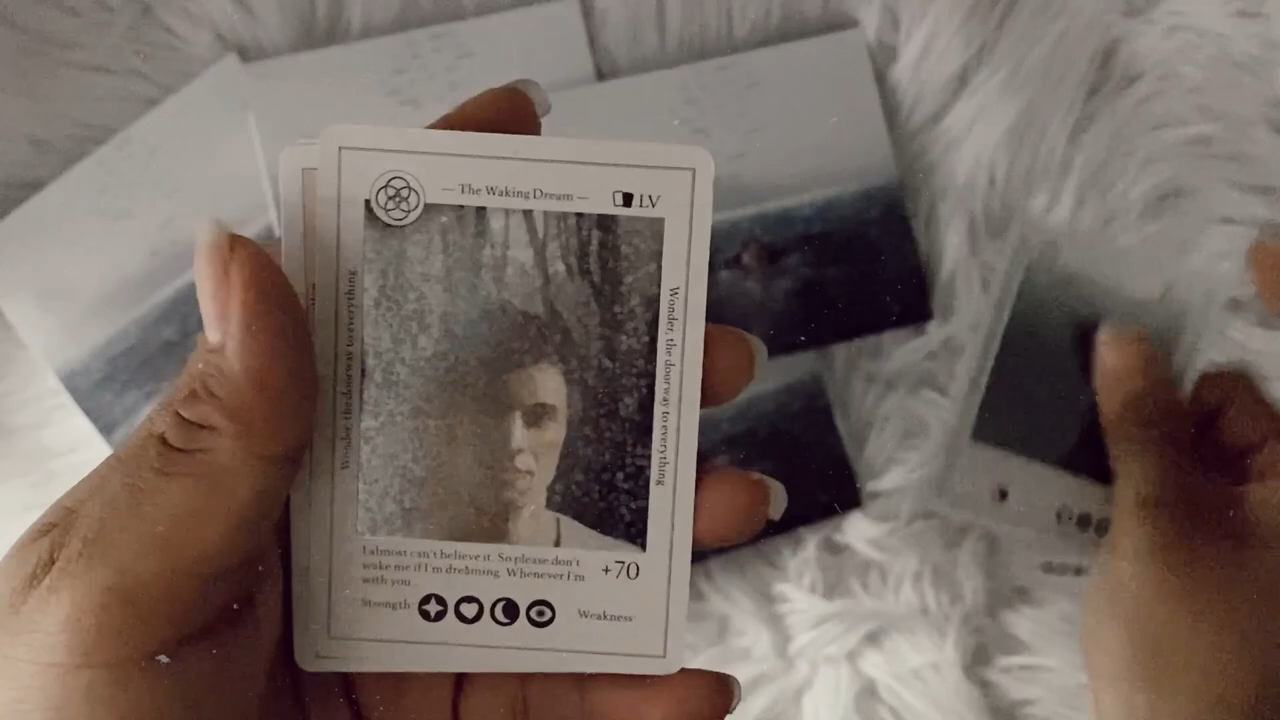 — The Waking Dream —
LV
Wonder, the doorway to everything
Wonder, the doorway to everything
I almost can't believe it. So please don't
wake me if I'm dreaming. Whenever I'm
with you...
+70
Strength
Weakness